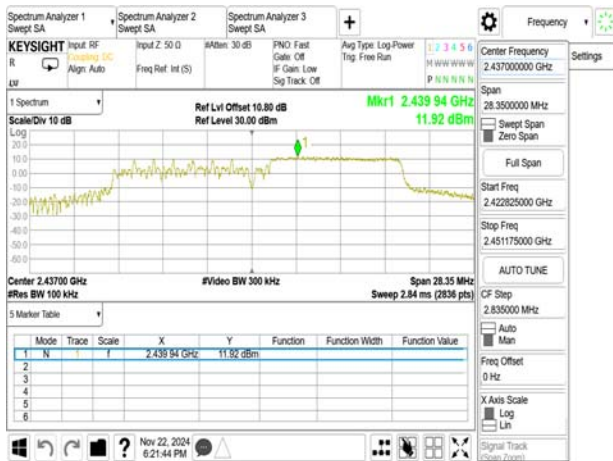 Spectrum Analyzer 1
Swept SA
Spectrum Analyzer 2
Swept SA
Spectrum Analyzer 3
Swept SA
+
Frequency
KEYSIGHT
R
LW
Input: RF
Coupling: DC
Align: Auto
Input Z: 50 Ω
Freq Ref: Int (S)
#Atten: 30 dB
PNO: Fast
Gate: Off
IF Gain: Low
Sig Track: Off
Avg Type: Log-Power
Trig: Free Run
1 2 3 4 5 6
M W W W W W
P N N N N N
1 Spectrum
Scale/Div 10 dB
Ref Lvl Offset 10.80 dB
Ref Level 30.00 dBm
Mkr1 2.439 94 GHz
11.92 dBm
Log
20.0
10.0
0.00
-10.0
-20.0
-30.0
-40.0
-50.0
-60.0
1
Center 2.43700 GHz
#Res BW 100 kHz
#Video BW 300 kHz
Span 28.35 MHz
Sweep 2.84 ms (2836 pts)
5 Marker Table
Mode Trace Scale X Y Function Function Width Function Value
1 N 1 f 2.439 94 GHz 11.92 dBm
2
3
4
5
6
Nov 22, 2024
6:21:44 PM
?
Center Frequency
2.437000000 GHz
Settings
Span
28.3500000 MHz
Swept Span
Zero Span
Full Span
Start Freq
2.422825000 GHz
Stop Freq
2.451175000 GHz
AUTO TUNE
CF Step
2.835000 MHz
Auto
Man
Freq Offset
0 Hz
X Axis Scale
Log
Lin
Signal Track
(Span Zoom)